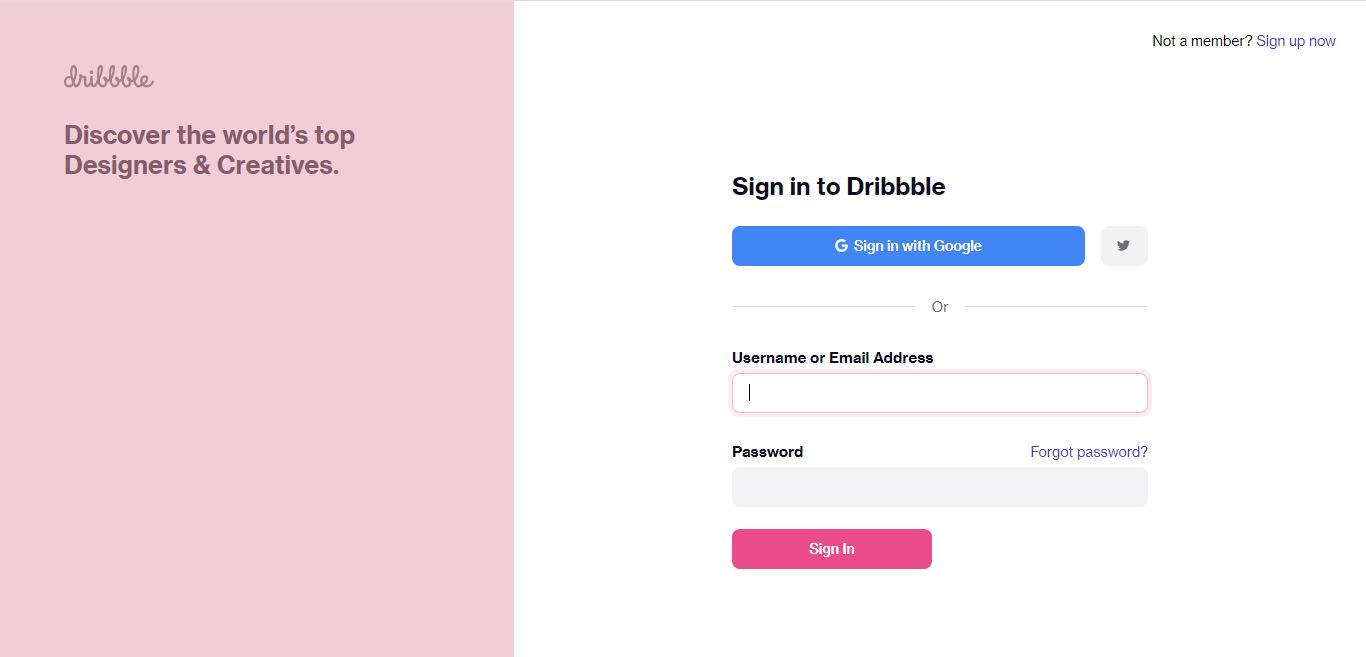 dribbble
Discover the world’s top
Designers & Creatives.
Not a member? Sign up now
Sign in to Dribbble
G Sign in with Google
Or
Username or Email Address
Password
Forgot password?
Sign In